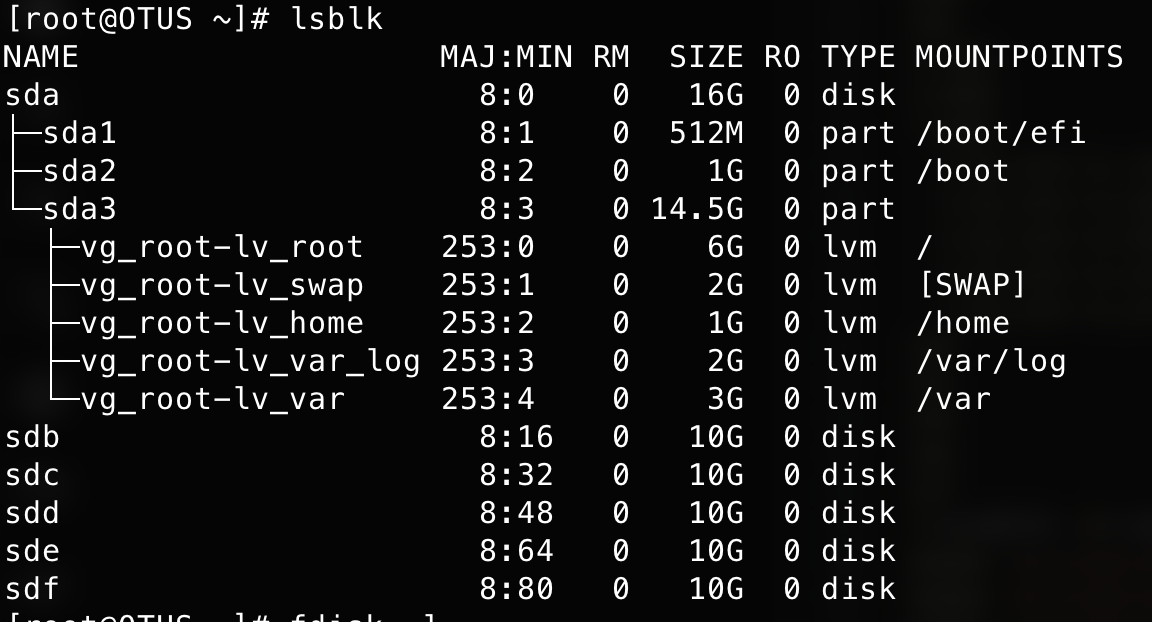 [root@OTUS ~]# lsblk
NAME                   MAJ:MIN RM  SIZE RO TYPE MOUNTPOINTS
sda                      8:0    0   16G  0 disk
├─sda1                   8:1    0  512M  0 part /boot/efi
├─sda2                   8:2    0    1G  0 part /boot
└─sda3                   8:3    0 14.5G  0 part
  ├─vg_root-lv_root    253:0    0    6G  0 lvm  /
  ├─vg_root-lv_swap    253:1    0    2G  0 lvm  [SWAP]
  ├─vg_root-lv_home    253:2    0    1G  0 lvm  /home
  ├─vg_root-lv_var_log 253:3    0    2G  0 lvm  /var/log
  └─vg_root-lv_var     253:4    0    3G  0 lvm  /var
sdb                      8:16   0   10G  0 disk
sdc                      8:32   0   10G  0 disk
sdd                      8:48   0   10G  0 disk
sde                      8:64   0   10G  0 disk
sdf                      8:80   0   10G  0 disk
[root@OTUS ~]# fdisk